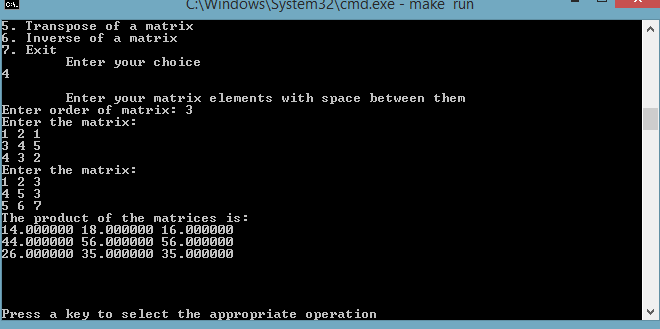 C:\Windows\System32\cmd.exe - make run
5. Transpose of a matrix
6. Inverse of a matrix
7. Exit
Enter your choice
4
Enter your matrix elements with space between them
Enter order of matrix: 3
Enter the matrix:
1 2 1
3 4 5
4 3 2
Enter the matrix:
1 2 3
4 5 3
5 6 7
The product of the matrices is:
14.000000 18.000000 16.000000
44.000000 56.000000 56.000000
26.000000 35.000000 35.000000
Press a key to select the appropriate operation